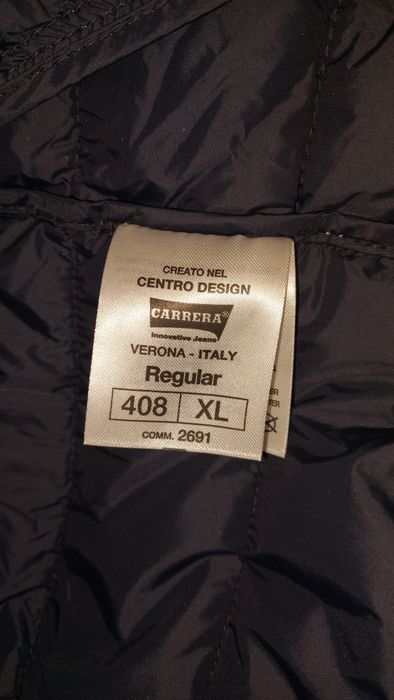 CREATO NEL
CENTRO DESIGN
CARRERA®
Innovative Jeans
VERONA - ITALY
Regular
408 XL
COMM. 2691